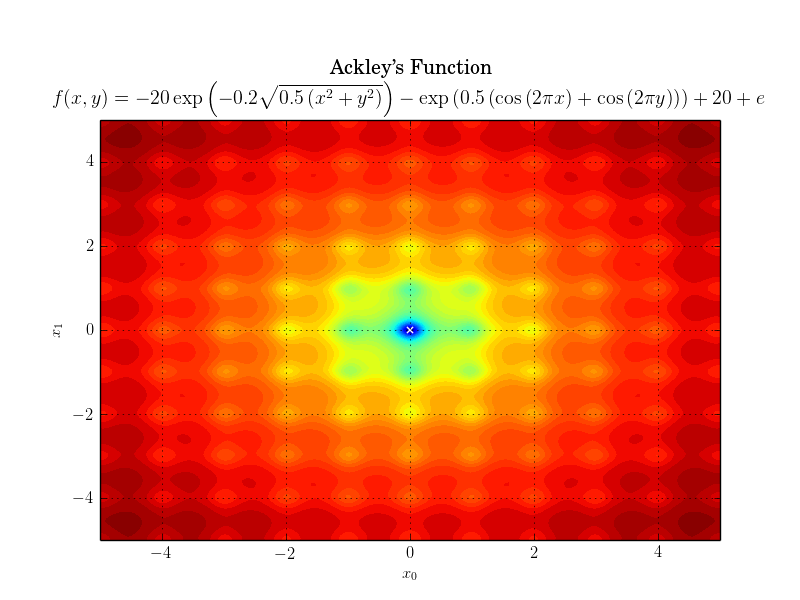 Ackley's Function
f(x, y) = −20 exp (−0.2√(0.5 (x² + y²))) − exp (0.5 (cos (2πx) + cos (2πy))) + 20 + e
4
2
0
−2
−4
x₁
−4 −2 0 2 4
x₀